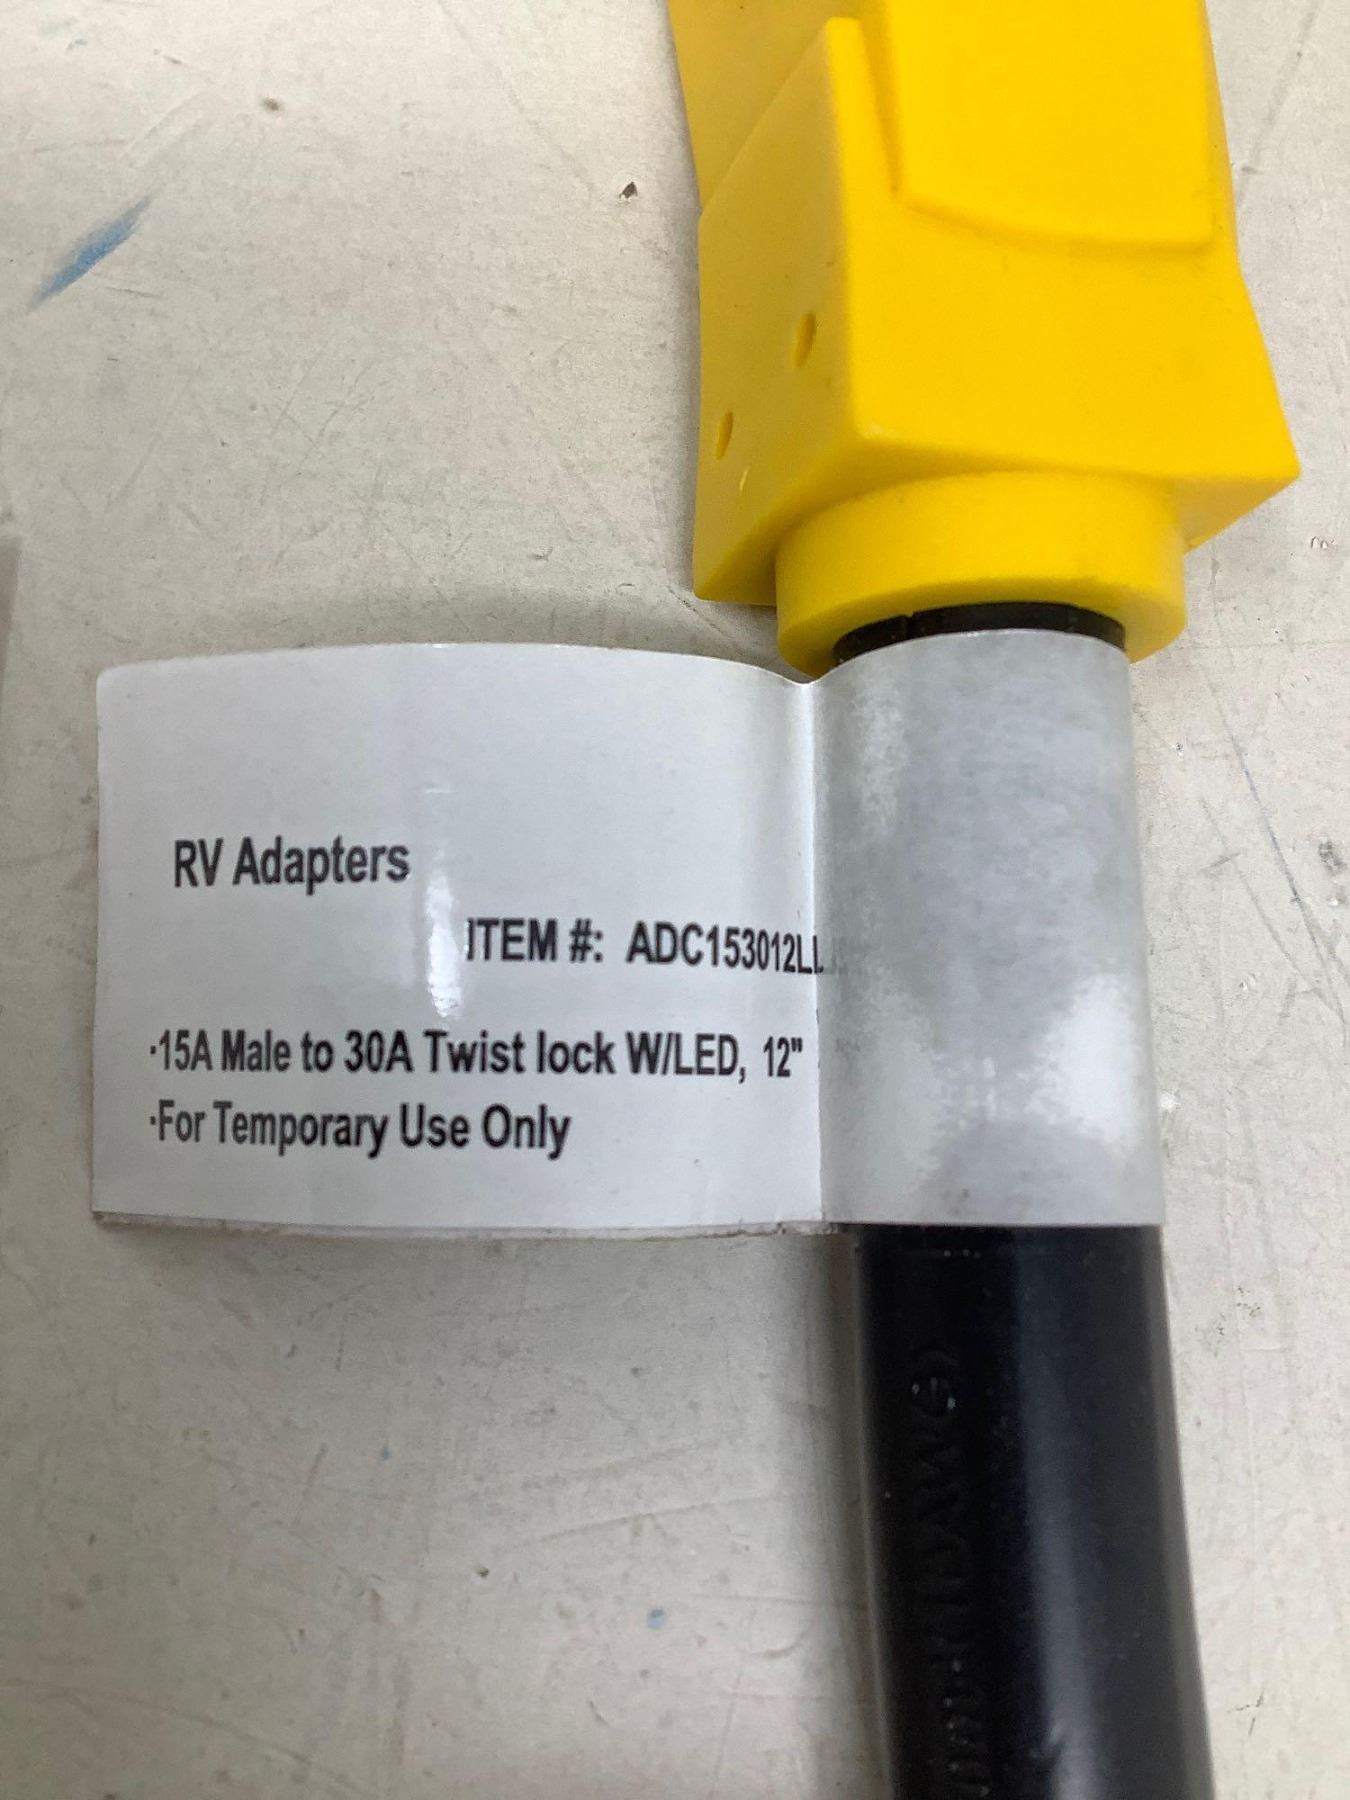 RV Adapters
ITEM #: ADC153012LL
·15A Male to 30A Twist lock W/LED, 12"
·For Temporary Use Only